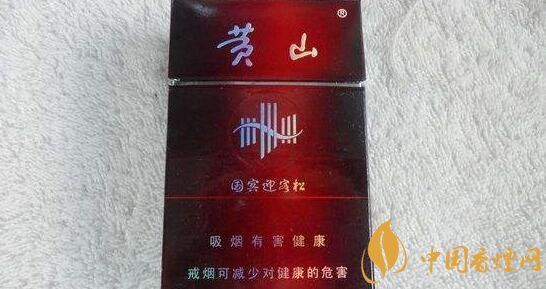 黄山®
国宾迎客松
吸烟有害健康
戒烟可减少对健康的危害
中国香烟网